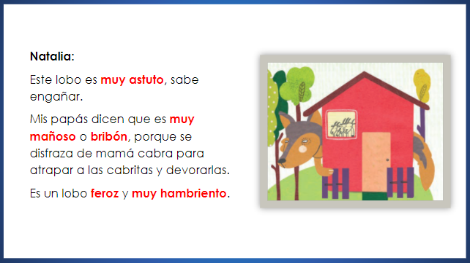 Natalia:
Este lobo es muy astuto, sabe
engañar.
Mis papás dicen que es muy
mañoso o bribón, porque se
disfraza de mamá cabra para
atrapar a las cabritas y devorarlas.
Es un lobo feroz y muy hambriento.